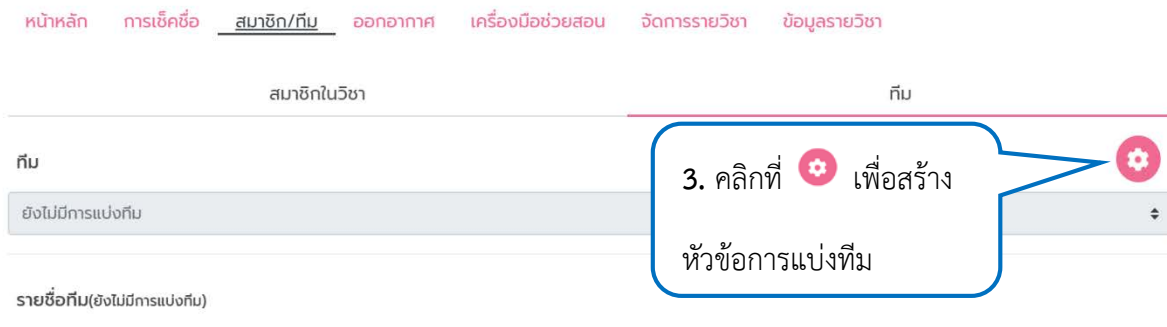 หน้าหลัก การเช็คชื่อ สมาชิก/ทีม ออกอากาศ เครื่องมือช่วยสอน จัดการรายวิชา ข้อมูลรายวิชา
สมาชิกในวิชา ทีม
ทีม
3. คลิกที่ เพื่อสร้าง
ยังไม่มีการแบ่งทีม
หัวข้อการแบ่งทีม
รายชื่อทีม(ยังไม่มีการแบ่งทีม)